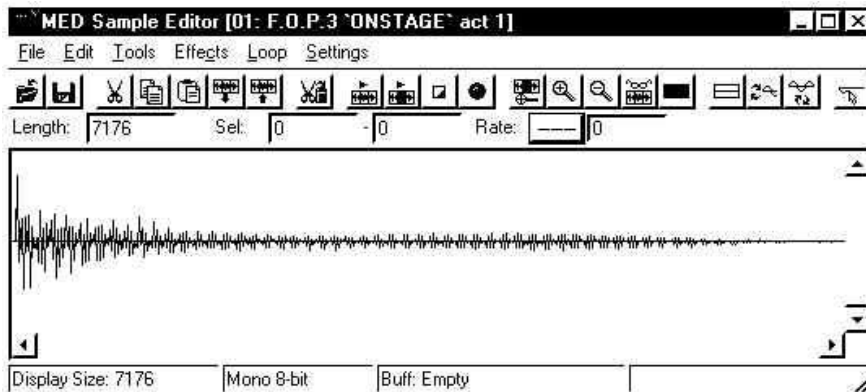 MED Sample Editor [01: F.O.P.3 `ONSTAGE` act 1]
File Edit Tools Effects Loop Settings
Length: 7176 Sel: 0 - 0 Rate: --- 0
Display Size: 7176 Mono 8-bit Buff: Empty